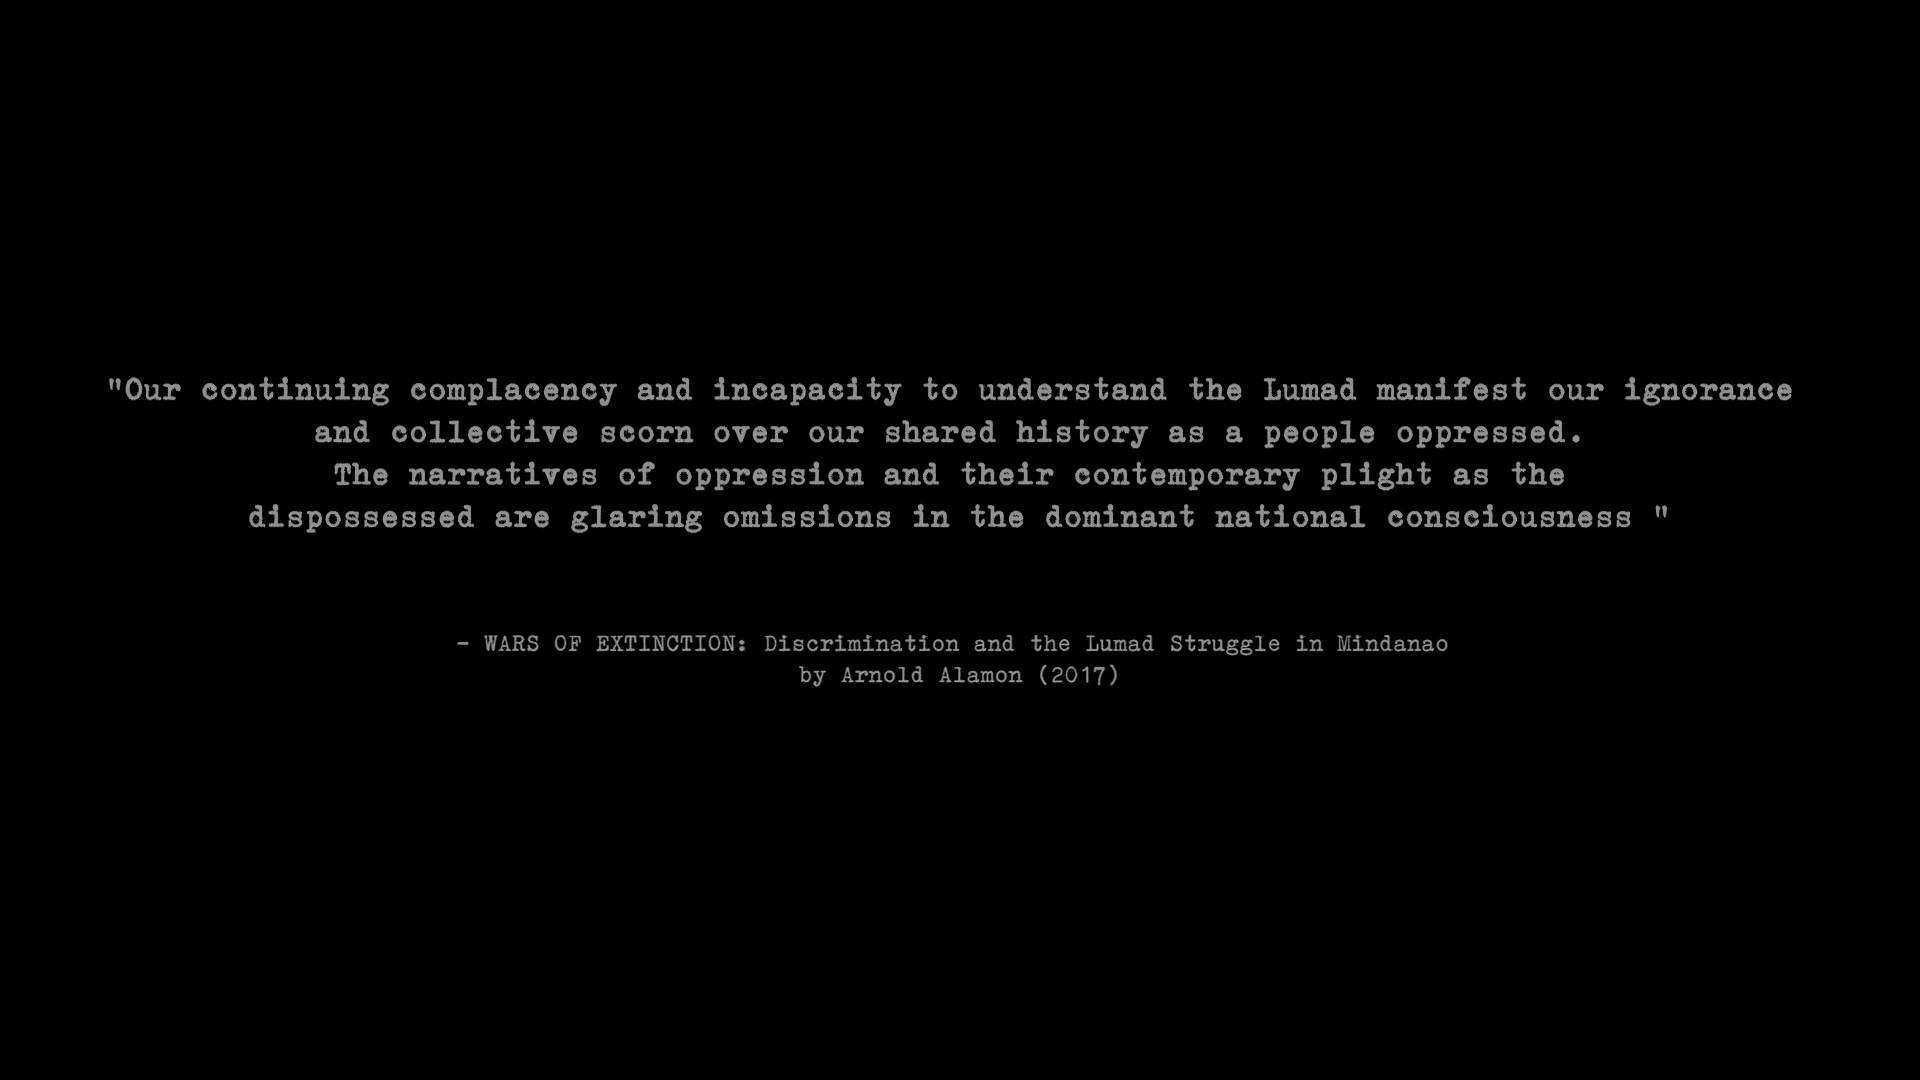 "Our continuing complacency and incapacity to understand the Lumad manifest our ignorance
and collective scorn over our shared history as a people oppressed.
The narratives of oppression and their contemporary plight as the
dispossessed are glaring omissions in the dominant national consciousness "
- WARS OF EXTINCTION: Discrimination and the Lumad Struggle in Mindanao
by Arnold Alamon (2017)